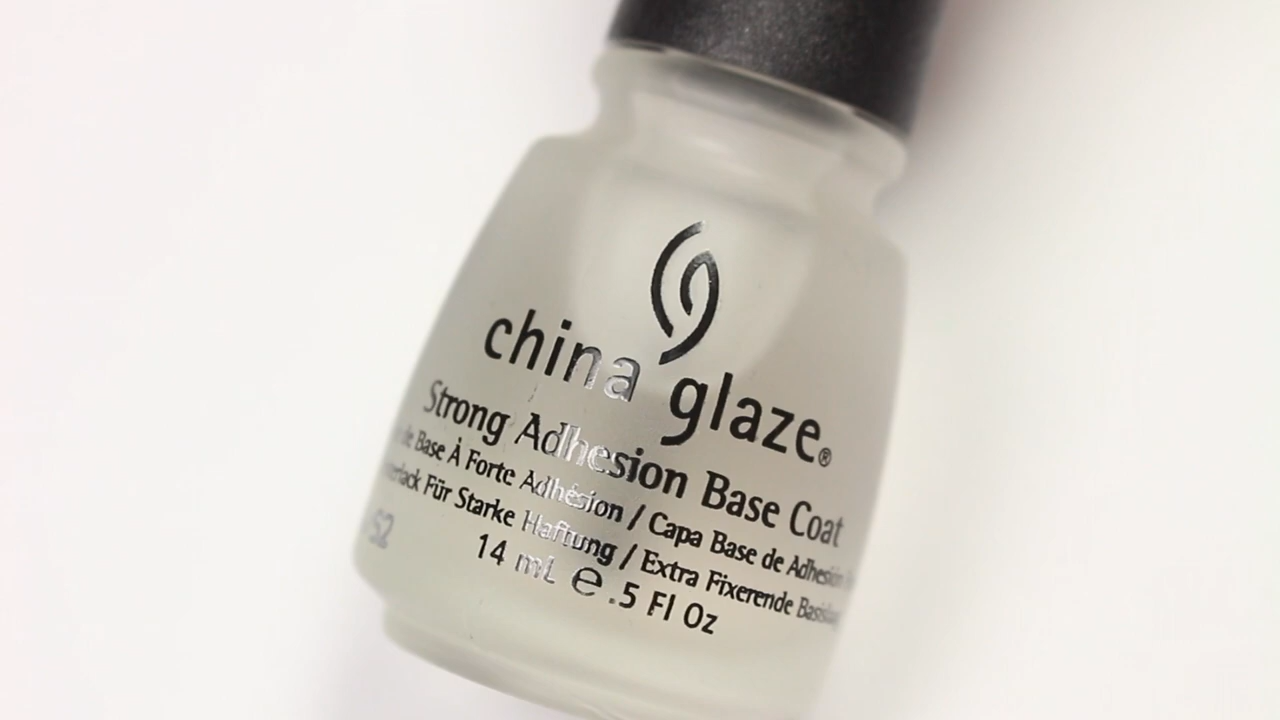 china glaze®
Strong Adhesion Base Coat
de Base À Forte Adhésion / Capa Base de Adhesión
Für Starke Haftung / Extra Fixerende
14 mL e .5 Fl Oz